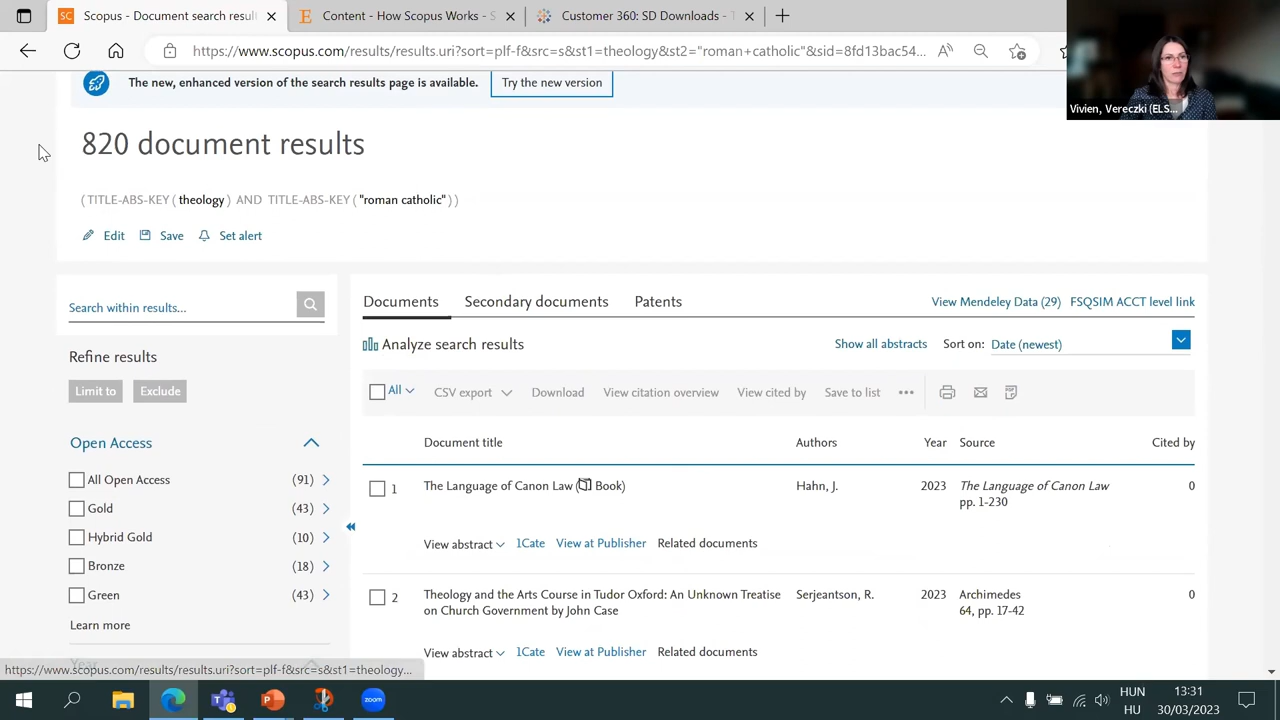 Scopus - Document search resul
Content - How Scopus Works - S
Customer 360: SD Downloads - T
https://www.scopus.com/results/results.uri?sort=plf-f&src=s&st1=theology&st2="roman+catholic"&sid=8fd13bac54...
Vivien, Vereczki (ELS...
The new, enhanced version of the search results page is available.
Try the new version
820 document results
( TITLE-ABS-KEY ( theology ) AND TITLE-ABS-KEY ( "roman catholic" ) )
Edit Save Set alert
Search within results...
Refine results
Limit to Exclude
Open Access
All Open Access (91)
Gold (43)
Hybrid Gold (10)
Bronze (18)
Green (43)
Learn more
Year
Documents Secondary documents Patents
View Mendeley Data (29) FSQSIM ACCT level link
Analyze search results
Show all abstracts Sort on: Date (newest)
All CSV export Download View citation overview View cited by Save to list
Document title Authors Year Source Cited by
1 The Language of Canon Law (Book) Hahn, J. 2023 The Language of Canon Law 0
pp. 1-230
View abstract 1Cate View at Publisher Related documents
2 Theology and the Arts Course in Tudor Oxford: An Unknown Treatise Serjeantson, R. 2023 Archimedes 0
on Church Government by John Case 64, pp. 17-42
View abstract 1Cate View at Publisher Related documents
https://www.scopus.com/results/results.uri?sort=plf-f&src=s&st1=theology...
zoom
HUN
HU
13:31
30/03/2023